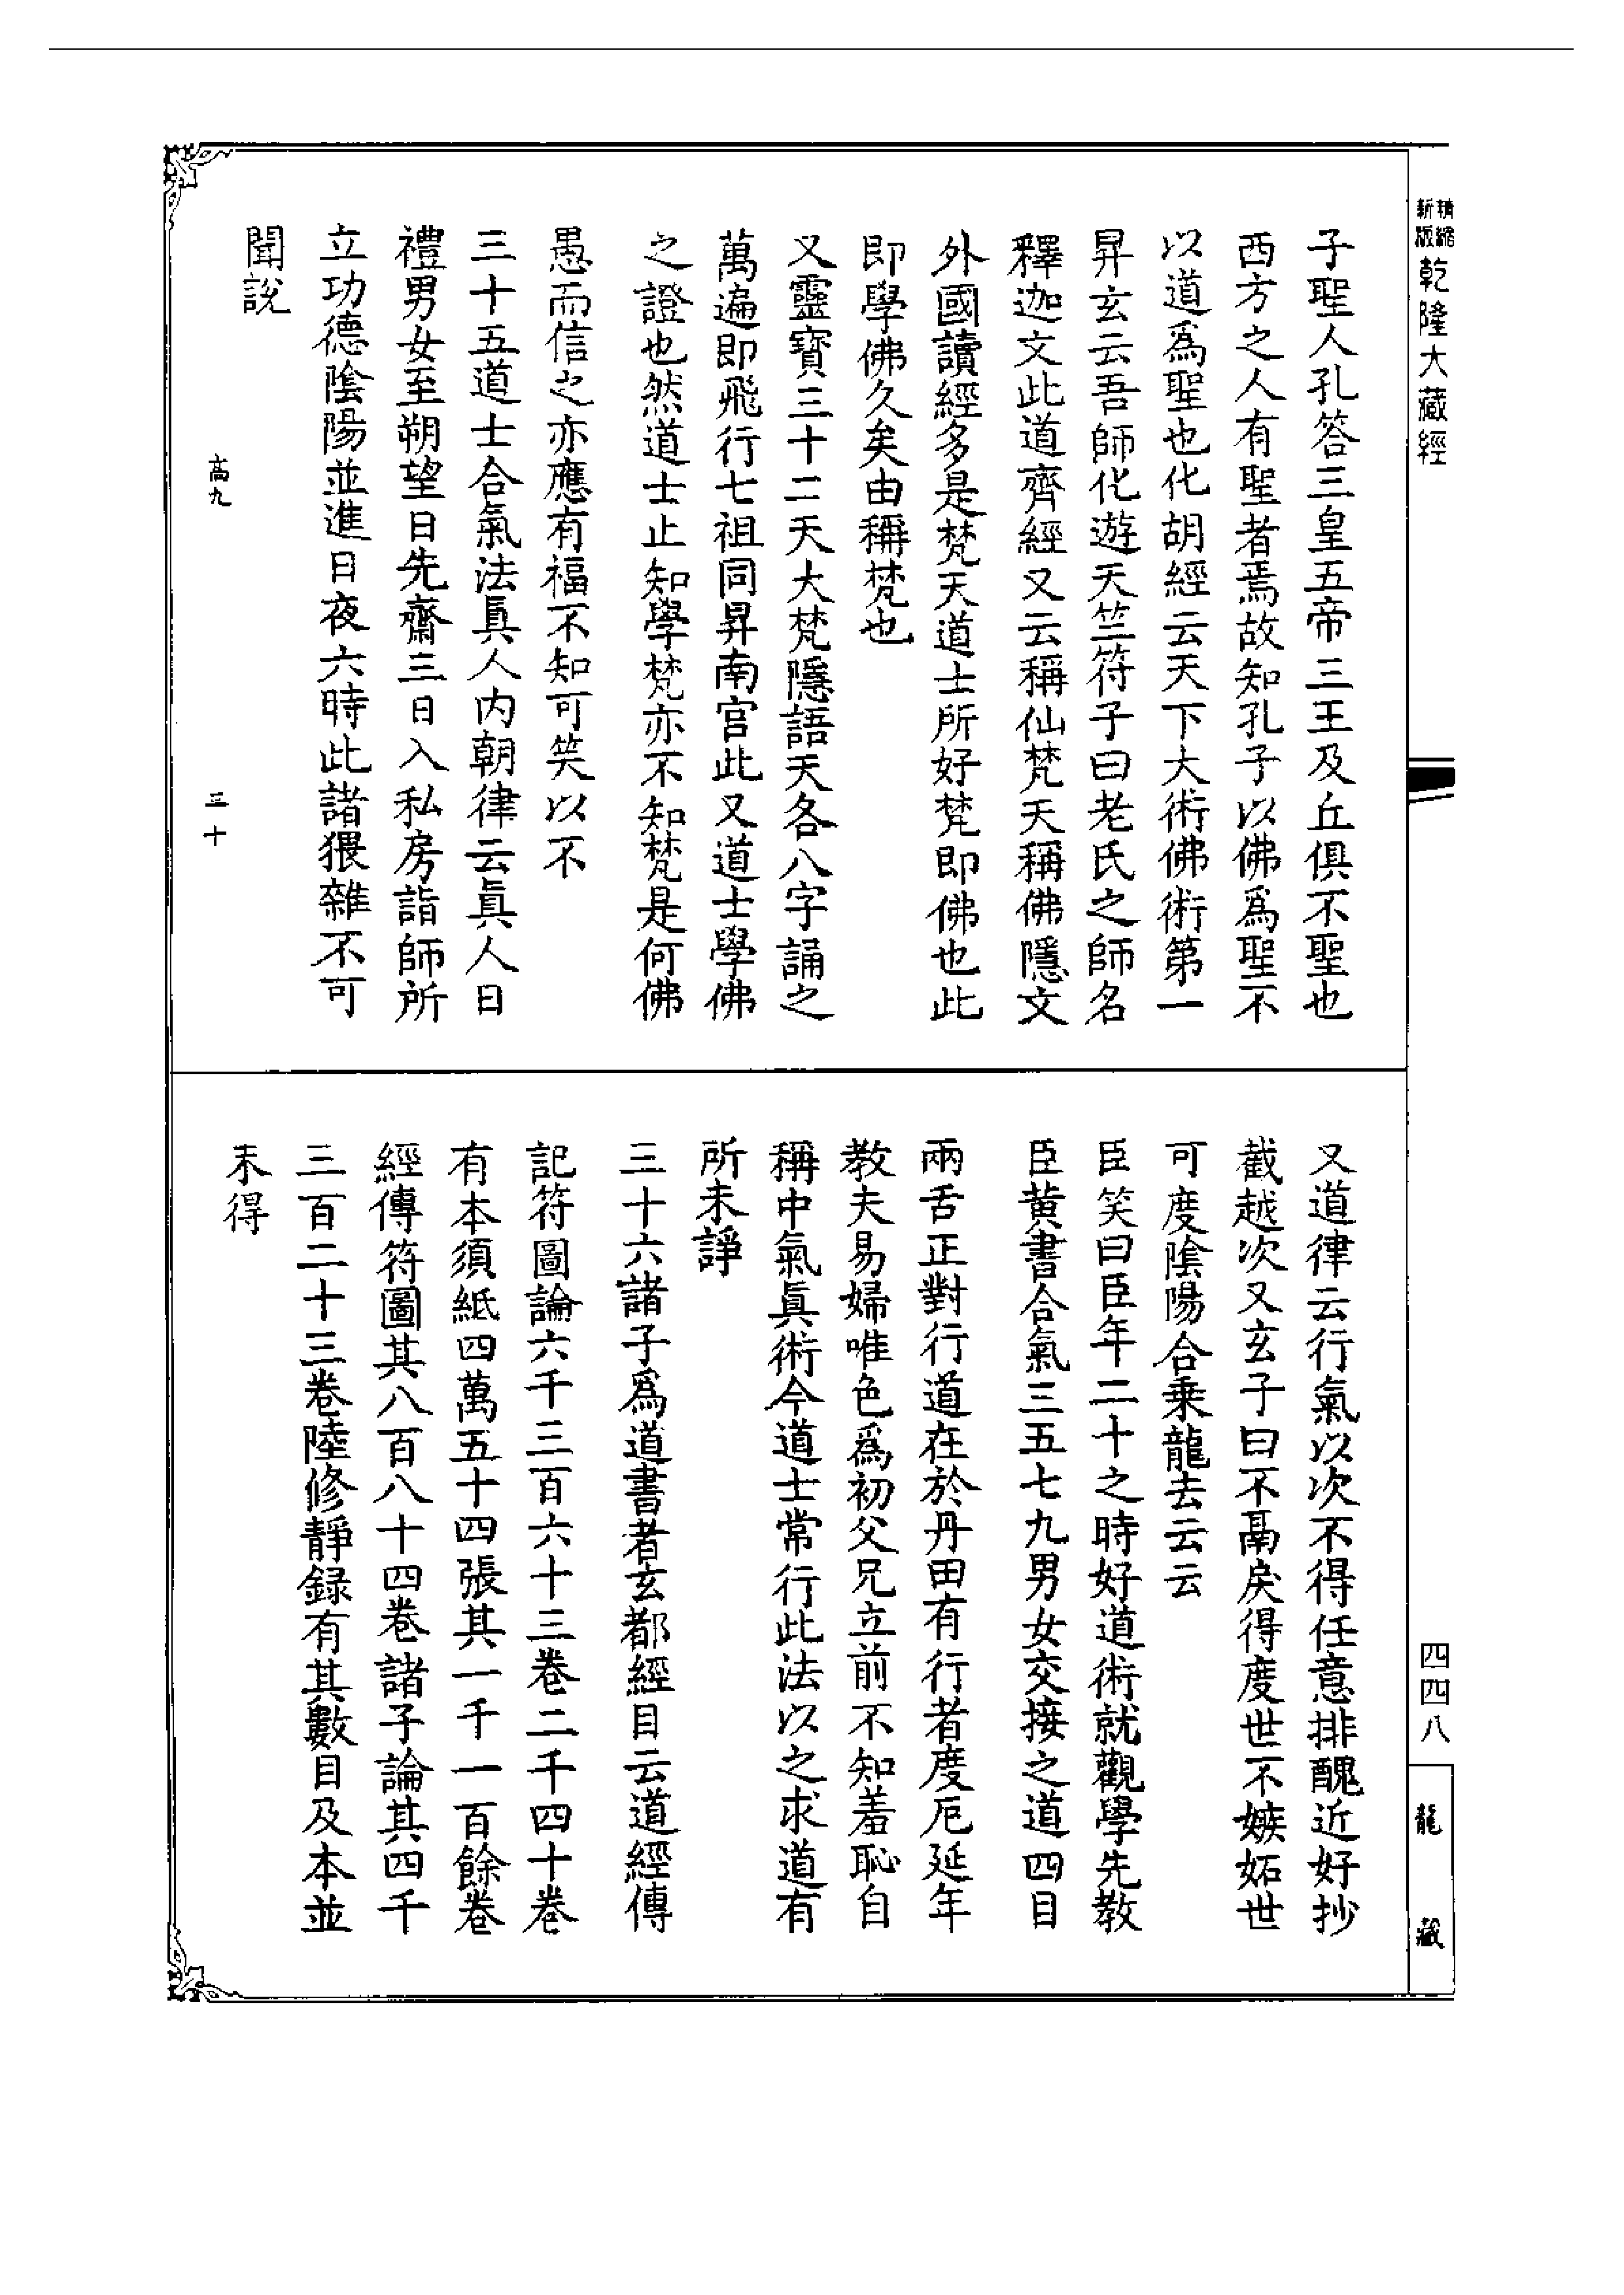 精縮
新版
乾隆大藏經
子聖人孔答三皇五帝三王及丘俱不聖也
西方之人有聖者焉故知孔子以佛爲聖不
以道爲聖也化胡經云天下大術佛術第一
昇玄云吾師化遊天竺符子曰老氏之師名
釋迦文此道齊經又云稱仙梵天稱佛隱文
外國讀經多是梵天道士所好梵即佛也此
即學佛久矣由稱梵也
又靈寶三十二天大梵隱語天各八字誦之
萬遍即飛行七祖同昇南宫此又道士學佛
之證也然道士止知學梵亦不知梵是何佛
愚而信之亦應有福不知可笑以不
三十五道士合氣法眞人内朝律云眞人日
禮男女至朔望日先齋三日入私房詣師所
立功德陰陽並進日夜六時此諸猥雜不可
聞說
高九
三十
又道律云行氣以次不得任意排醜近好抄
截越次又玄子曰不鬲戾得度世不嫉妬世
可度陰陽合乘龍去云云
臣笑曰臣年二十之時好道術就觀學先教
臣黄書合氣三五七九男女交接之道四目
兩舌正對行道在於丹田有行者度厄延年
教夫易婦唯色爲初父兄立前不知羞恥自
稱中氣眞術今道士常行此法以之求道有
所未諍
三十六諸子爲道書者玄都經目云道經傳
記符圖論六千三百六十三卷二千四十卷
有本須紙四萬五十四張其一千一百餘卷
經傳符圖其八百八十四卷諸子論其四千
三百二十三卷陸修靜録有其數目及本並
未得
四四八
龍藏